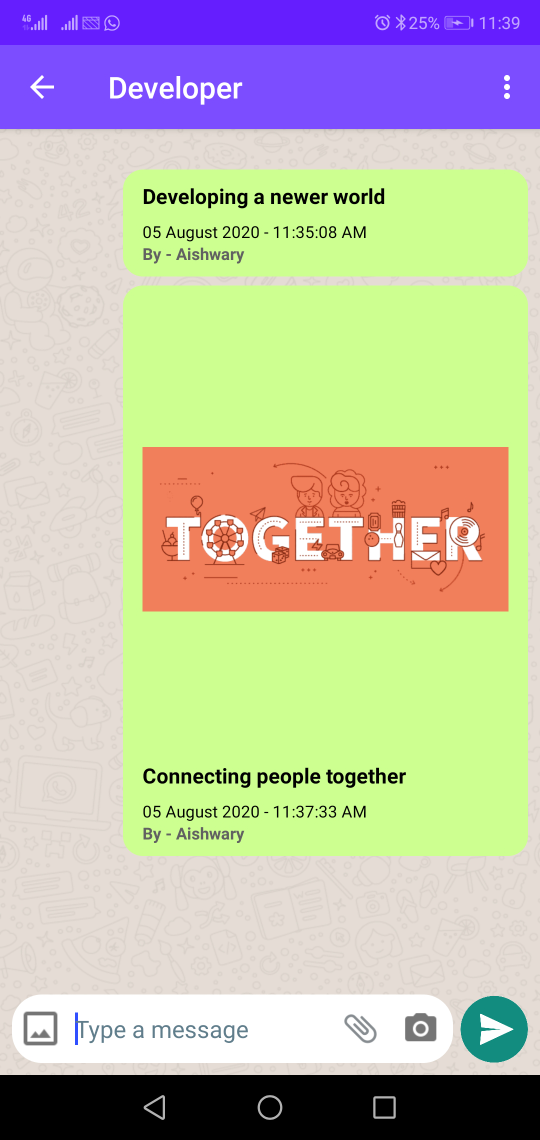 4G
25%
11:39
Developer
Developing a newer world
05 August 2020 - 11:35:08 AM
By - Aishwary
TOGETHER
Connecting people together
05 August 2020 - 11:37:33 AM
By - Aishwary
Type a message